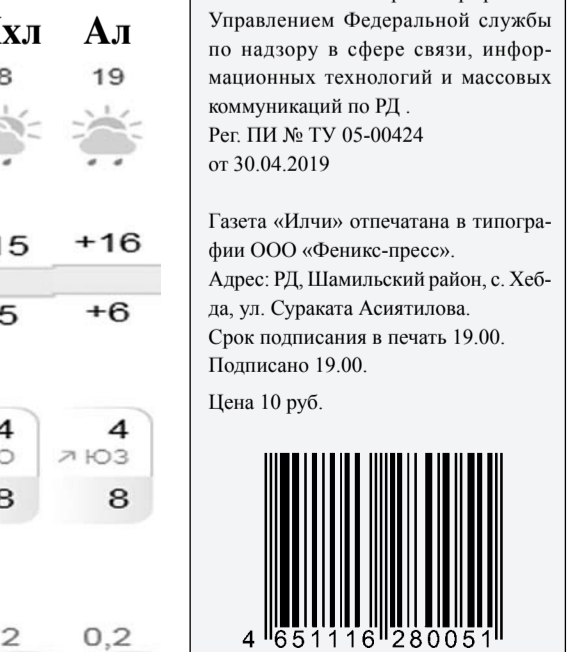 Ал
8 19
+16
5 +6
4 4
ЮЗ
8 8
2 0,2
Управлением Федеральной службы
по надзору в сфере связи, инфор-
мационных технологий и массовых
коммуникаций по РД .
Рег. ПИ № ТУ 05-00424
от 30.04.2019
Газета «Илчи» отпечатана в типогра-
фии ООО «Феникс-пресс».
Адрес: РД, Шамильский район, с. Хеб-
да, ул. Сураката Асиятилова.
Срок подписания в печать 19.00.
Подписано 19.00.
Цена 10 руб.
4 651116 280051